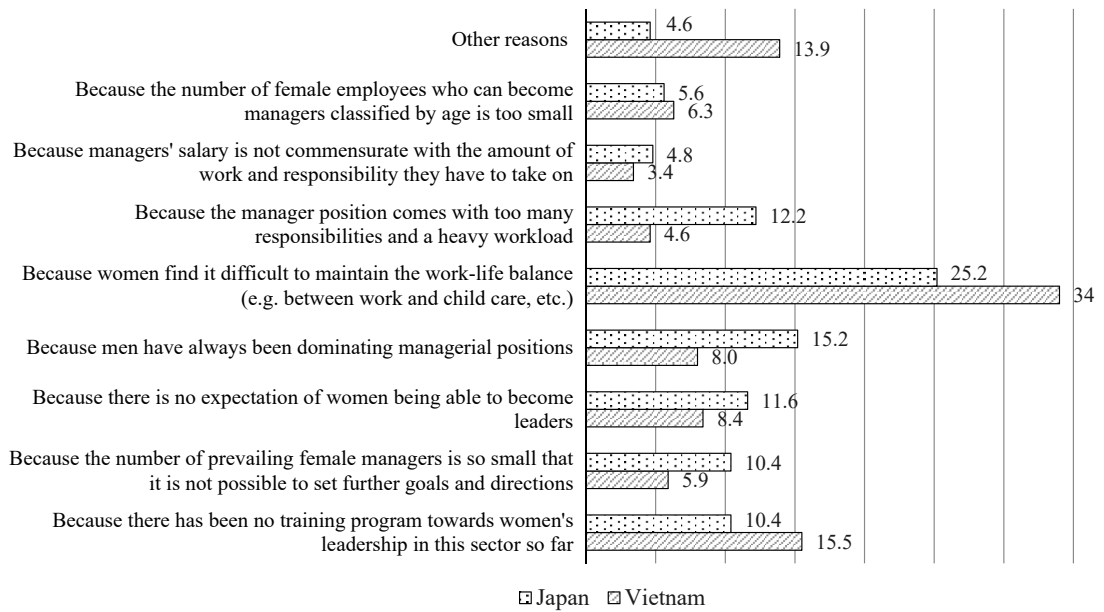 Other reasons
4.6
13.9
Because the number of female employees who can become
managers classified by age is too small
5.6
6.3
Because managers' salary is not commensurate with the amount of
work and responsibility they have to take on
4.8
3.4
Because the manager position comes with too many
responsibilities and a heavy workload
12.2
4.6
Because women find it difficult to maintain the work-life balance
(e.g. between work and child care, etc.)
25.2
34
Because men have always been dominating managerial positions
15.2
8.0
Because there is no expectation of women being able to become
leaders
11.6
8.4
Because the number of prevailing female managers is so small that
it is not possible to set further goals and directions
10.4
5.9
Because there has been no training program towards women's
leadership in this sector so far
10.4
15.5
Japan Vietnam